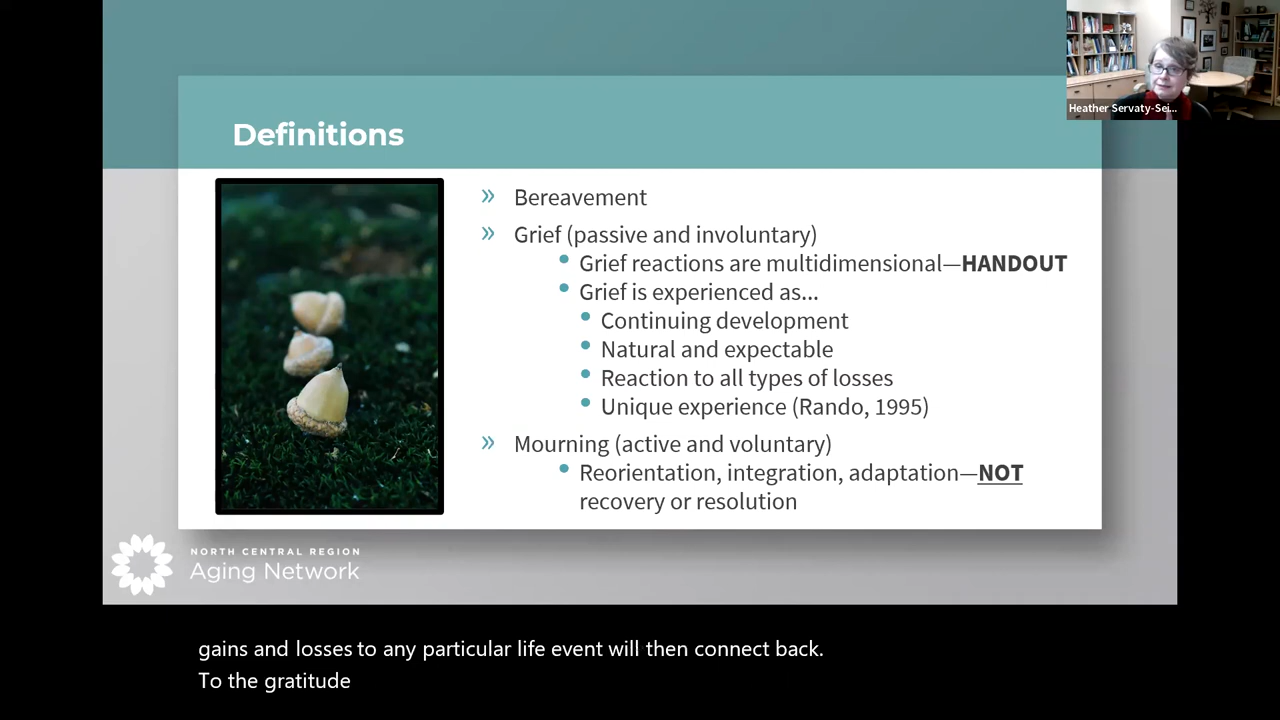 Heather Servaty-Sei...
Definitions
» Bereavement
» Grief (passive and involuntary)
• Grief reactions are multidimensional—HANDOUT
• Grief is experienced as...
• Continuing development
• Natural and expectable
• Reaction to all types of losses
• Unique experience (Rando, 1995)
» Mourning (active and voluntary)
• Reorientation, integration, adaptation—NOT
recovery or resolution
NORTH CENTRAL REGION
Aging Network
gains and losses to any particular life event will then connect back.
To the gratitude